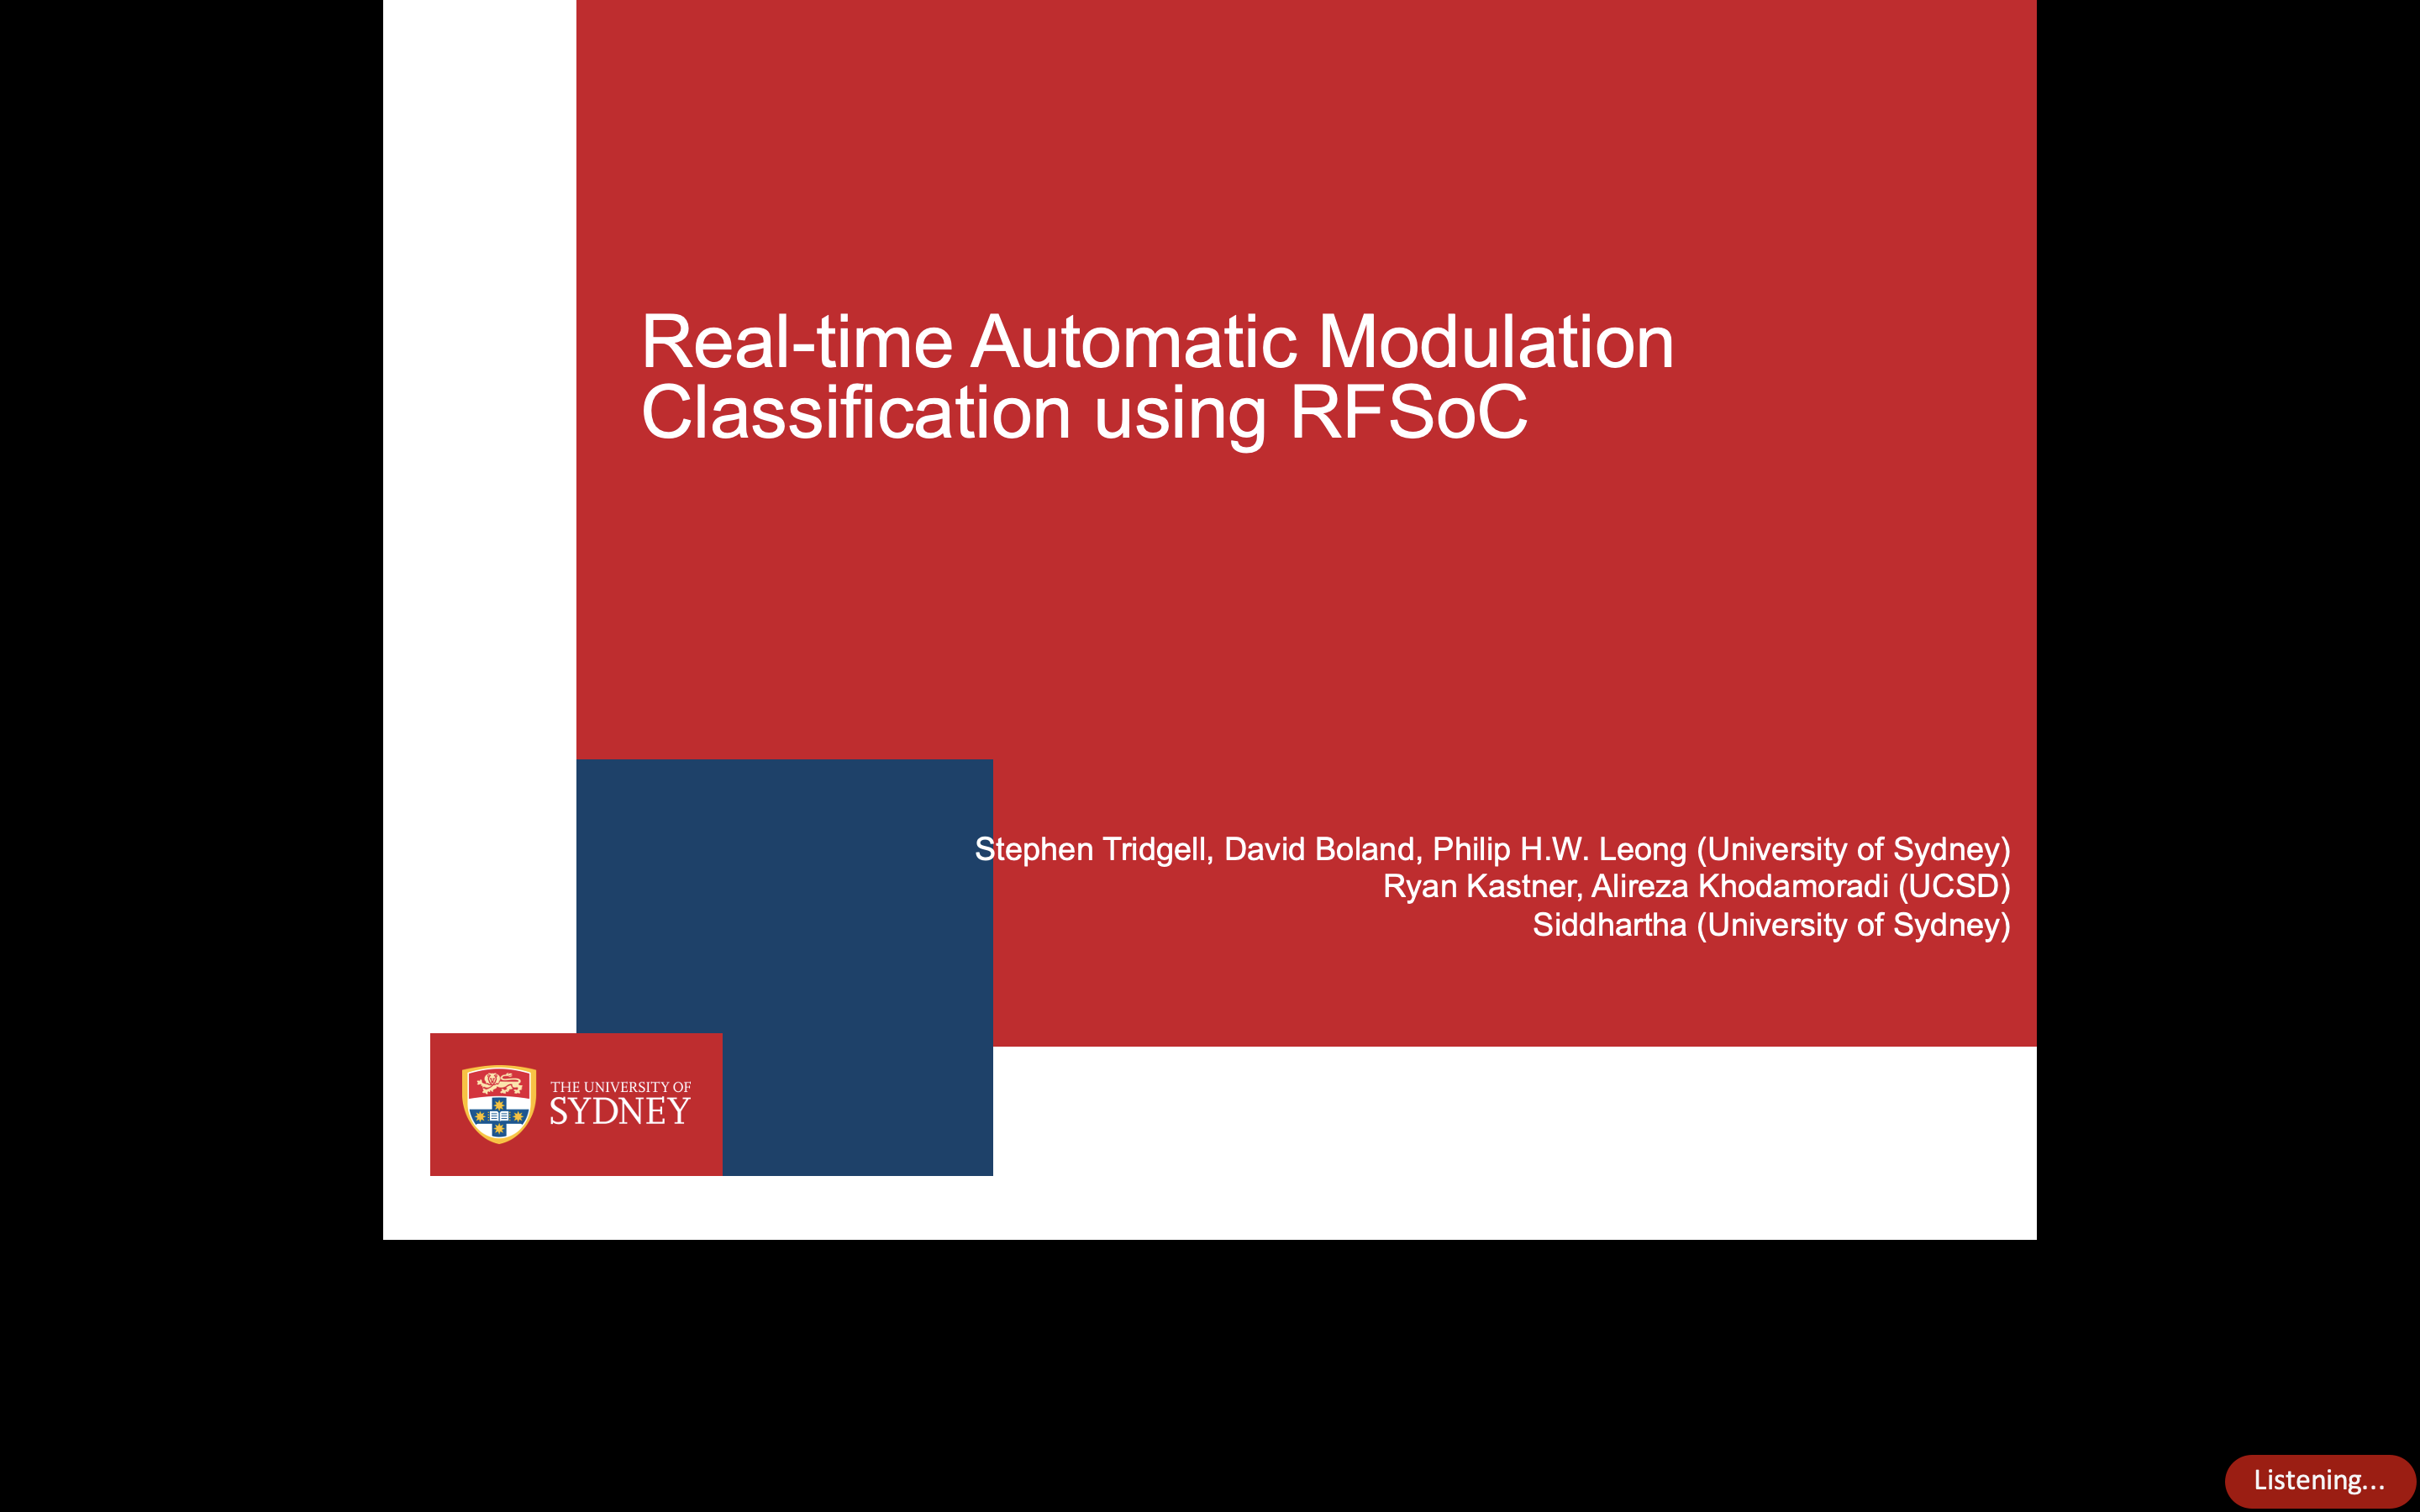 Real-time Automatic Modulation
Classification using RFSoC
Stephen Tridgell, David Boland, Philip H.W. Leong (University of Sydney)
Ryan Kastner, Alireza Khodamoradi (UCSD)
Siddhartha (University of Sydney)
THE UNIVERSITY OF
SYDNEY
Listening...